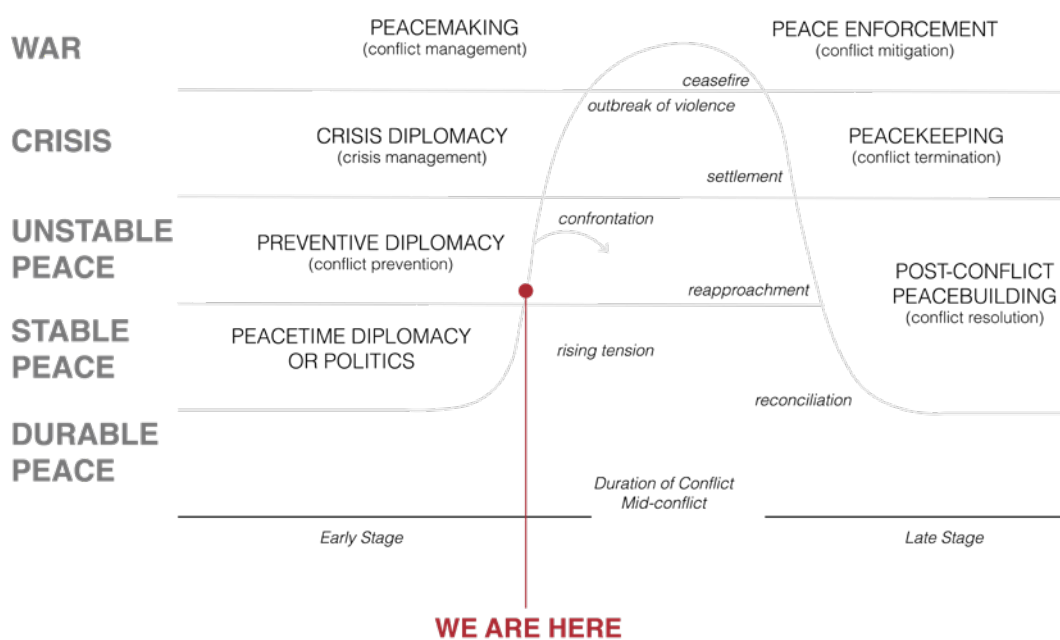 WAR
PEACEMAKING
(conflict management)
PEACE ENFORCEMENT
(conflict mitigation)
ceasefire
outbreak of violence
CRISIS
CRISIS DIPLOMACY
(crisis management)
PEACEKEEPING
(conflict termination)
settlement
UNSTABLE
PEACE
PREVENTIVE DIPLOMACY
(conflict prevention)
confrontation
POST-CONFLICT
PEACEBUILDING
(conflict resolution)
reapproachment
STABLE
PEACE
PEACETIME DIPLOMACY
OR POLITICS
rising tension
reconciliation
DURABLE
PEACE
Duration of Conflict
Mid-conflict
Early Stage
Late Stage
WE ARE HERE